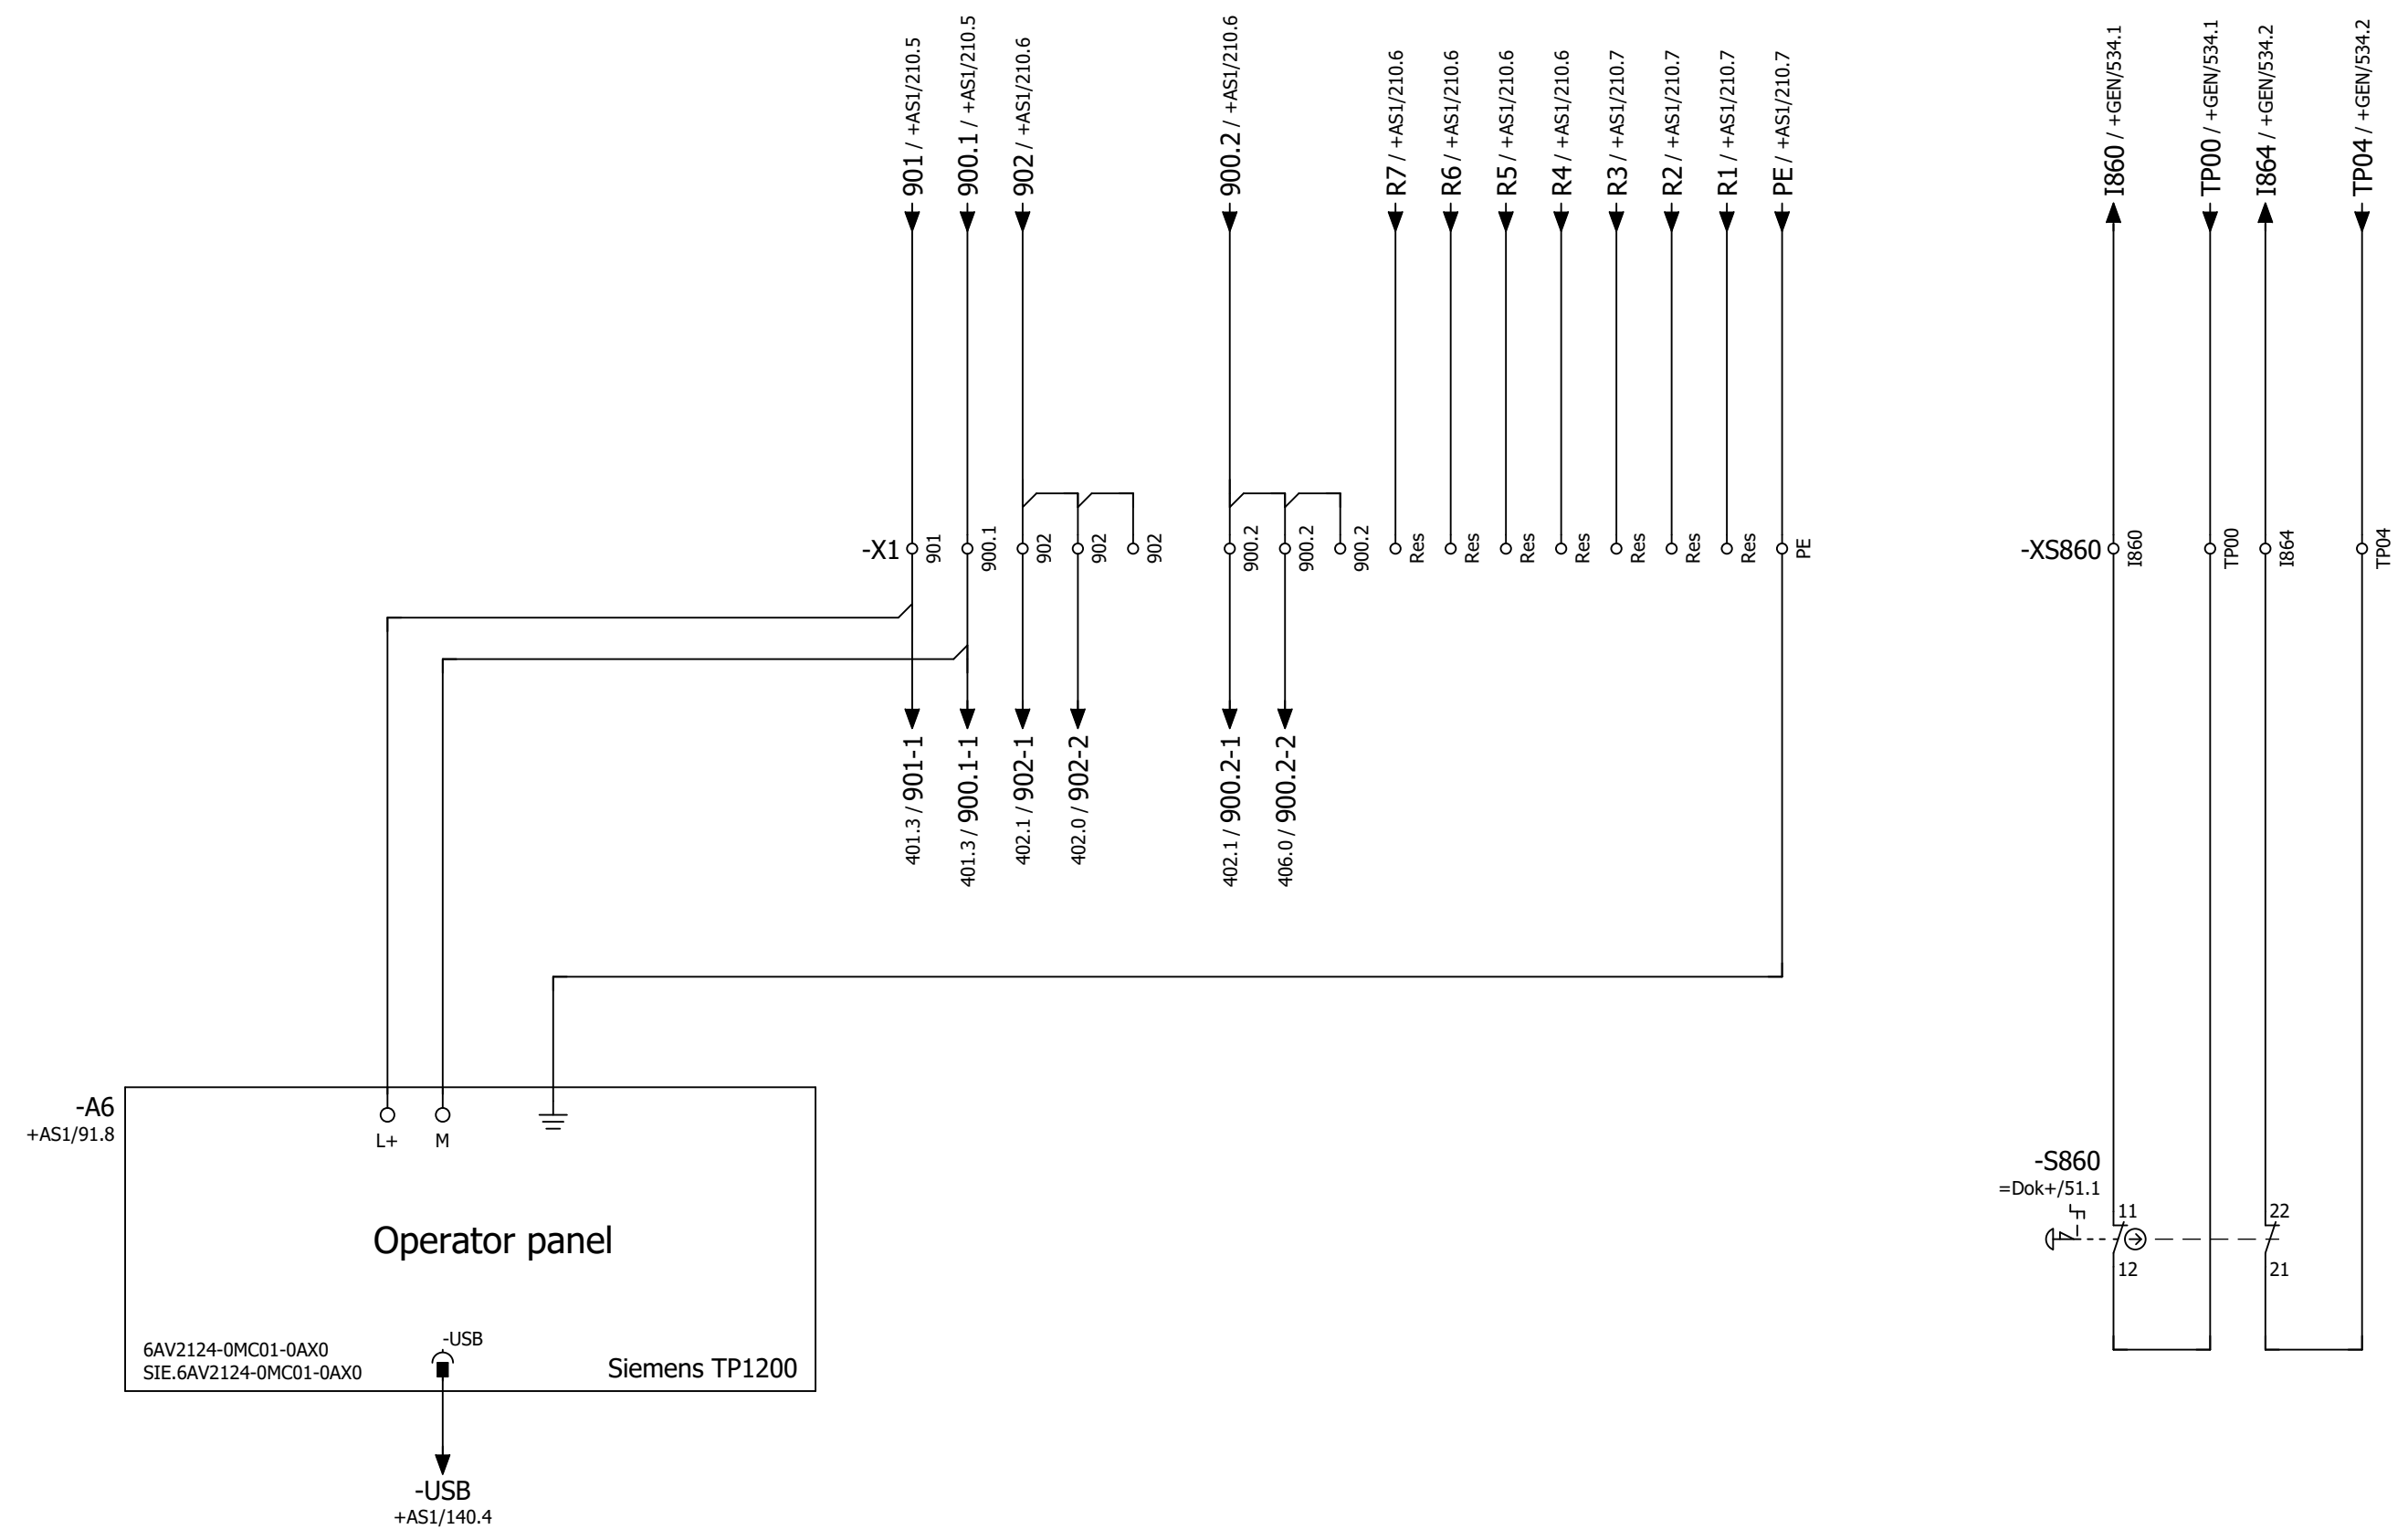 901 / +AS1/210.5
900.1 / +AS1/210.5
902 / +AS1/210.6
900.2 / +AS1/210.6
R7 / +AS1/210.6
R6 / +AS1/210.6
R5 / +AS1/210.6
R4 / +AS1/210.6
R3 / +AS1/210.7
R2 / +AS1/210.7
R1 / +AS1/210.7
PE / +AS1/210.7
I860 / +GEN/534.1
TP00 / +GEN/534.1
I864 / +GEN/534.2
TP04 / +GEN/534.2
-X1
901
900.1
902
902
902
900.2
900.2
900.2
Res
Res
Res
Res
Res
Res
Res
PE
-XS860
I860
TP00
I864
TP04
401.3 / 901-1
401.3 / 900.1-1
402.1 / 902-1
402.0 / 902-2
402.1 / 900.2-1
406.0 / 900.2-2
-A6
+AS1/91.8
L+
M
Operator panel
6AV2124-0MC01-0AX0
SIE.6AV2124-0MC01-0AX0
-USB
Siemens TP1200
-USB
+AS1/140.4
-S860
=Dok+/51.1
11
12
22
21